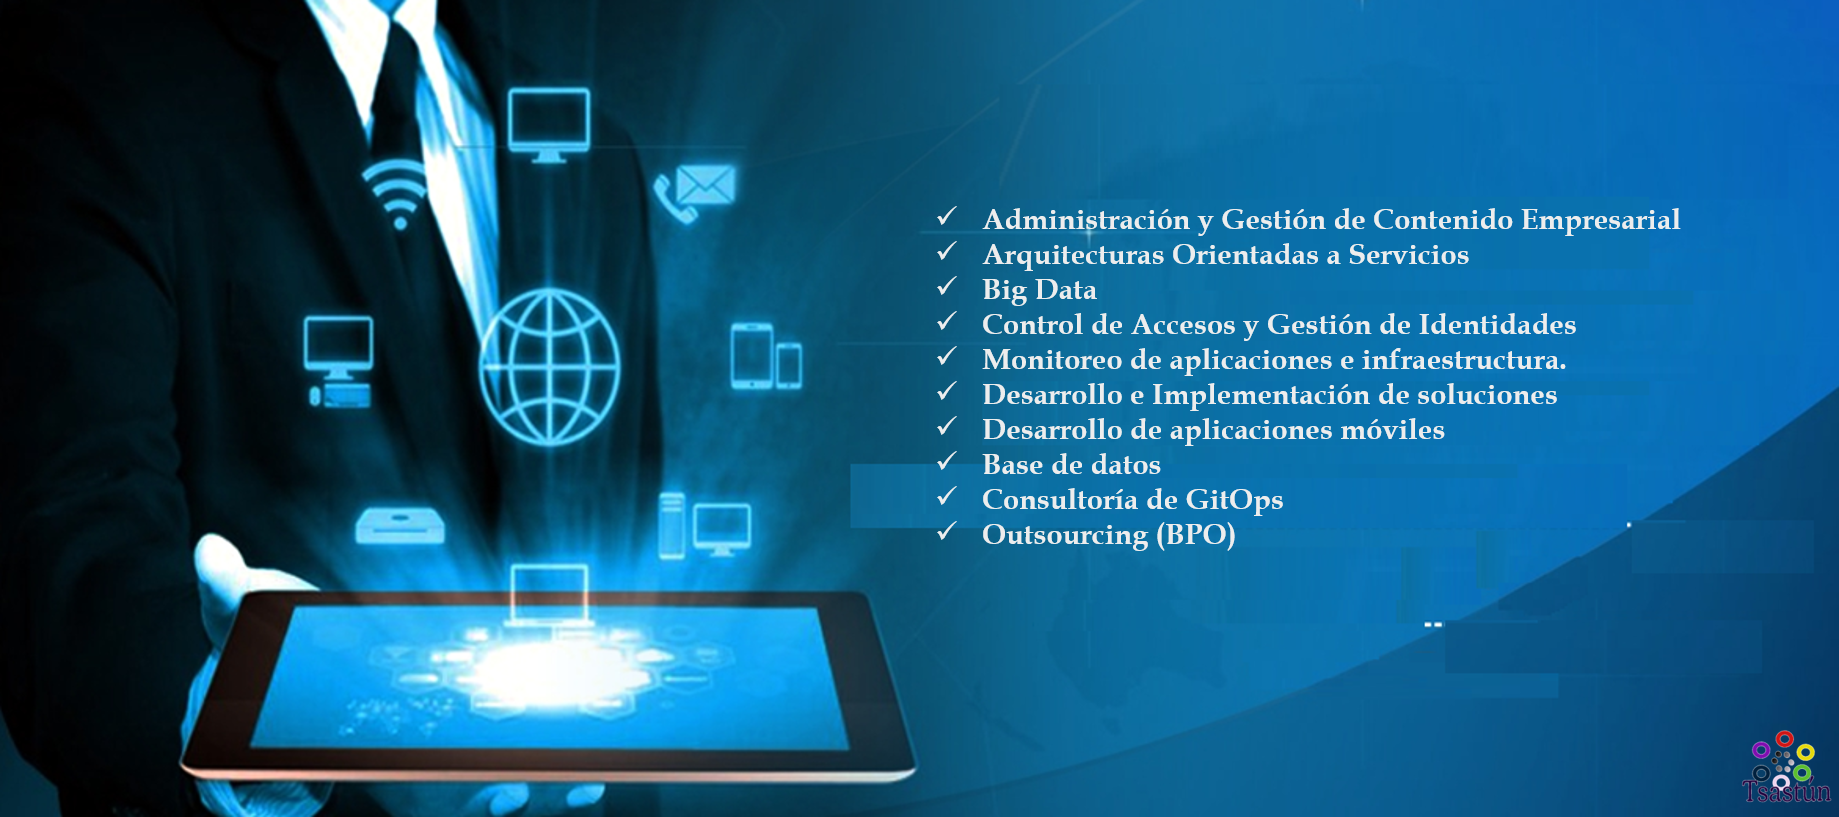 ✓ Administración y Gestión de Contenido Empresarial
✓ Arquitecturas Orientadas a Servicios
✓ Big Data
✓ Control de Accesos y Gestión de Identidades
✓ Monitoreo de aplicaciones e infraestructura.
✓ Desarrollo e Implementación de soluciones
✓ Desarrollo de aplicaciones móviles
✓ Base de datos
✓ Consultoría de GitOps
✓ Outsourcing (BPO)
Tsastún